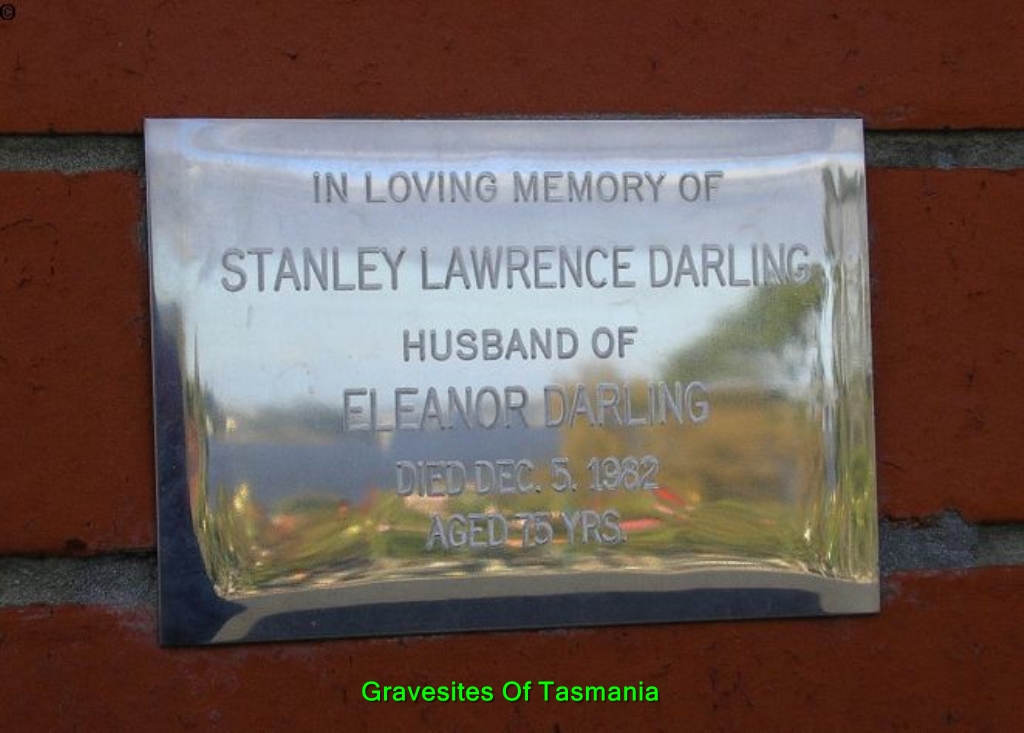 ©
IN LOVING MEMORY OF
STANLEY LAWRENCE DARLING
HUSBAND OF
ELEANOR DARLING
DIED DEC. 5. 1982
AGED 75 YRS.
Gravesites Of Tasmania